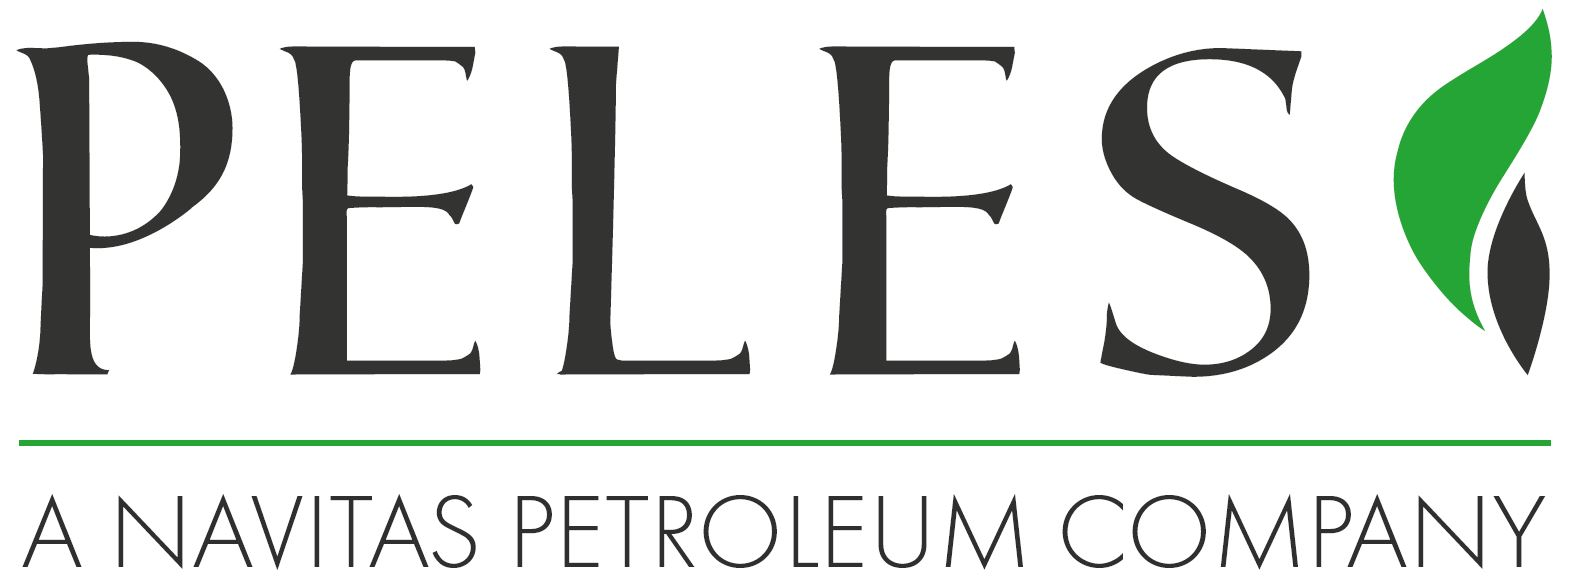 PELES
A NAVITAS PETROLEUM COMPANY